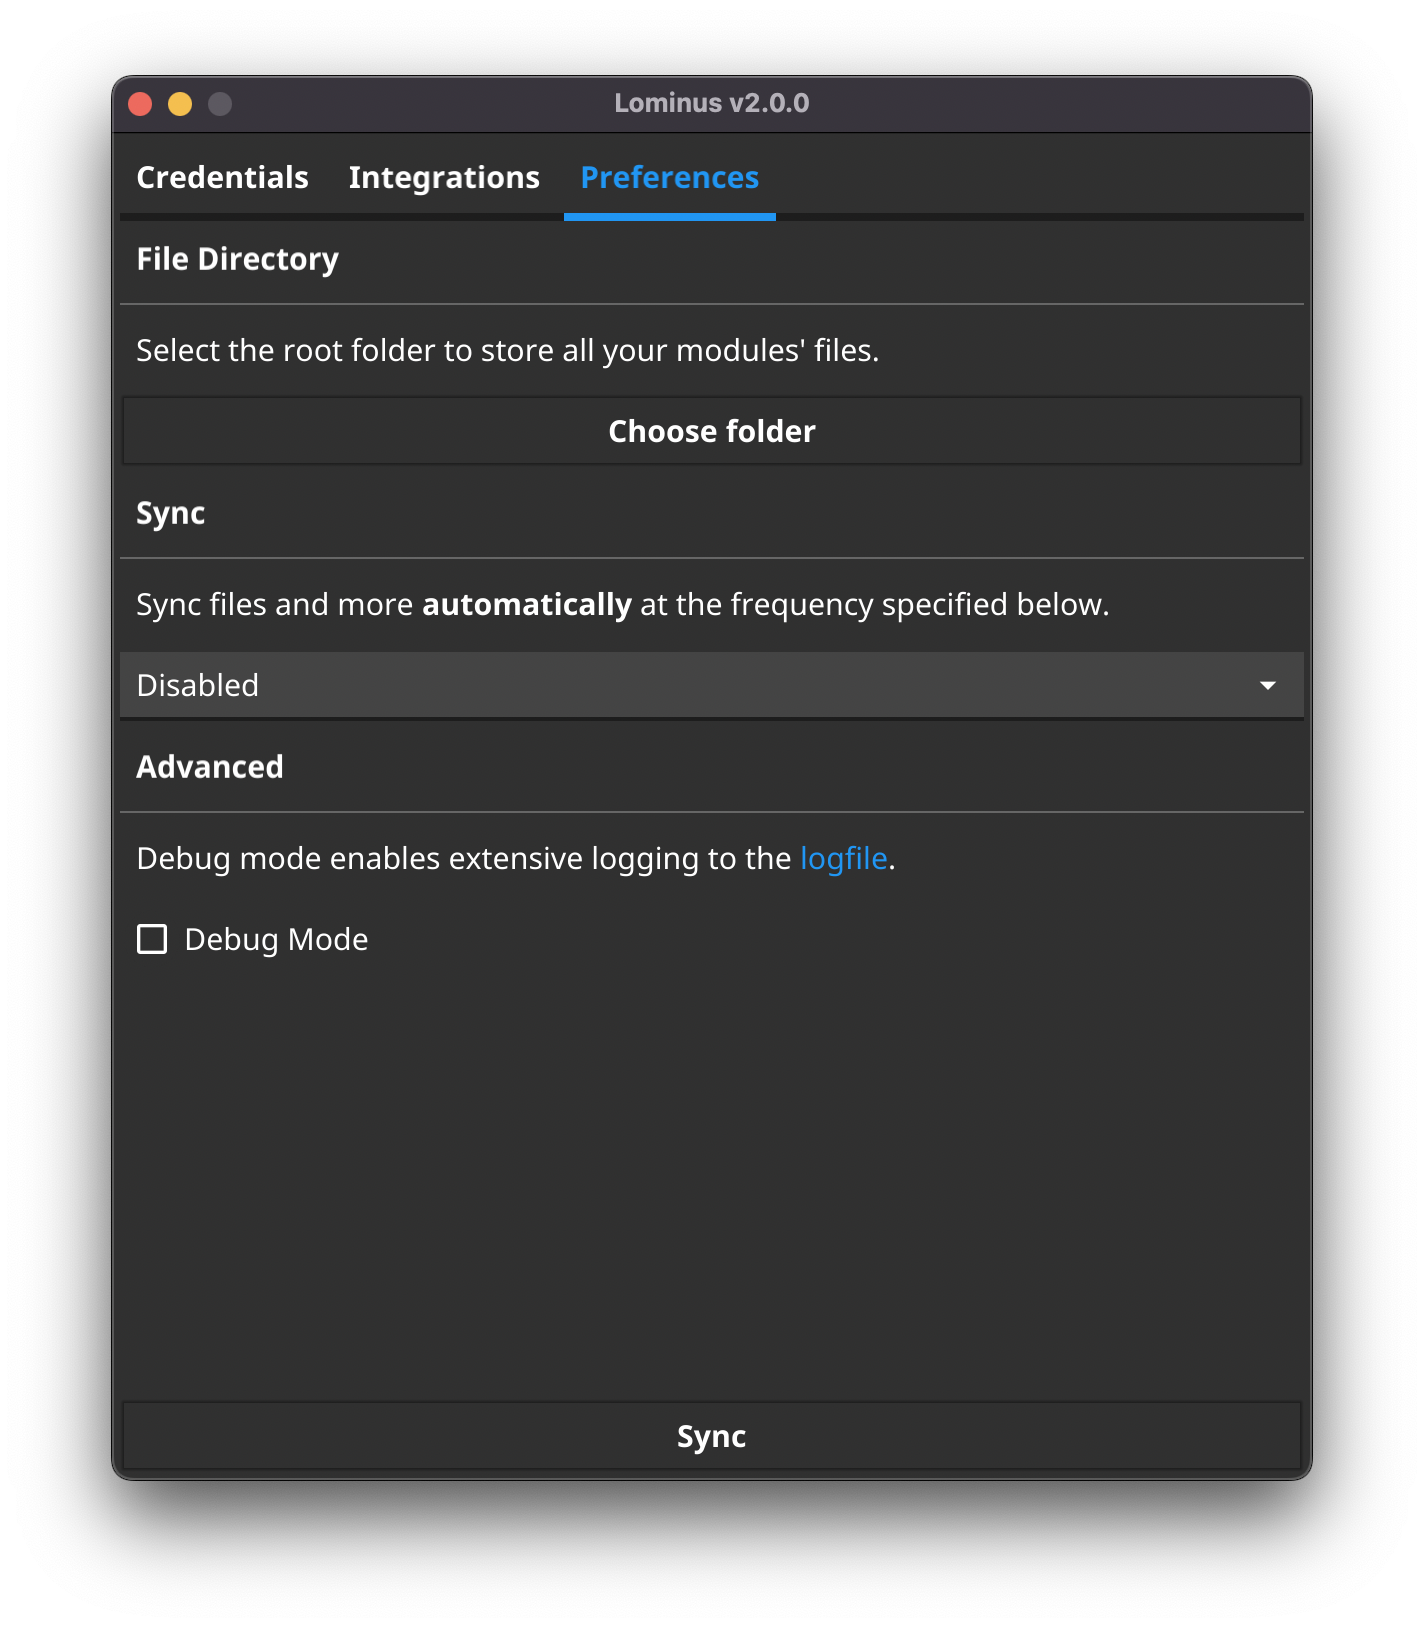 Lominus v2.0.0
Credentials Integrations Preferences
File Directory
Select the root folder to store all your modules' files.
Choose folder
Sync
Sync files and more automatically at the frequency specified below.
Disabled
Advanced
Debug mode enables extensive logging to the logfile.
Debug Mode
Sync